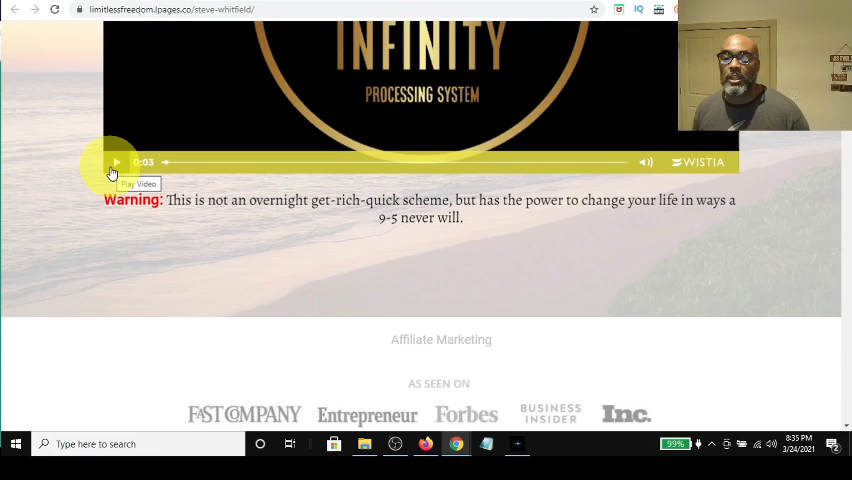 limitlessfreedom.lpages.co/steve-whitfield/
INFINITY
PROCESSING SYSTEM
0:03
WISTIA
Play Video
Warning: This is not an overnight get-rich-quick scheme, but has the power to change your life in ways a
9-5 never will.
Affiliate Marketing
AS SEEN ON
FAST COMPANY Entrepreneur Forbes BUSINESS INSIDER Inc.
Type here to search
99%
8:35 PM
3/24/2021
2